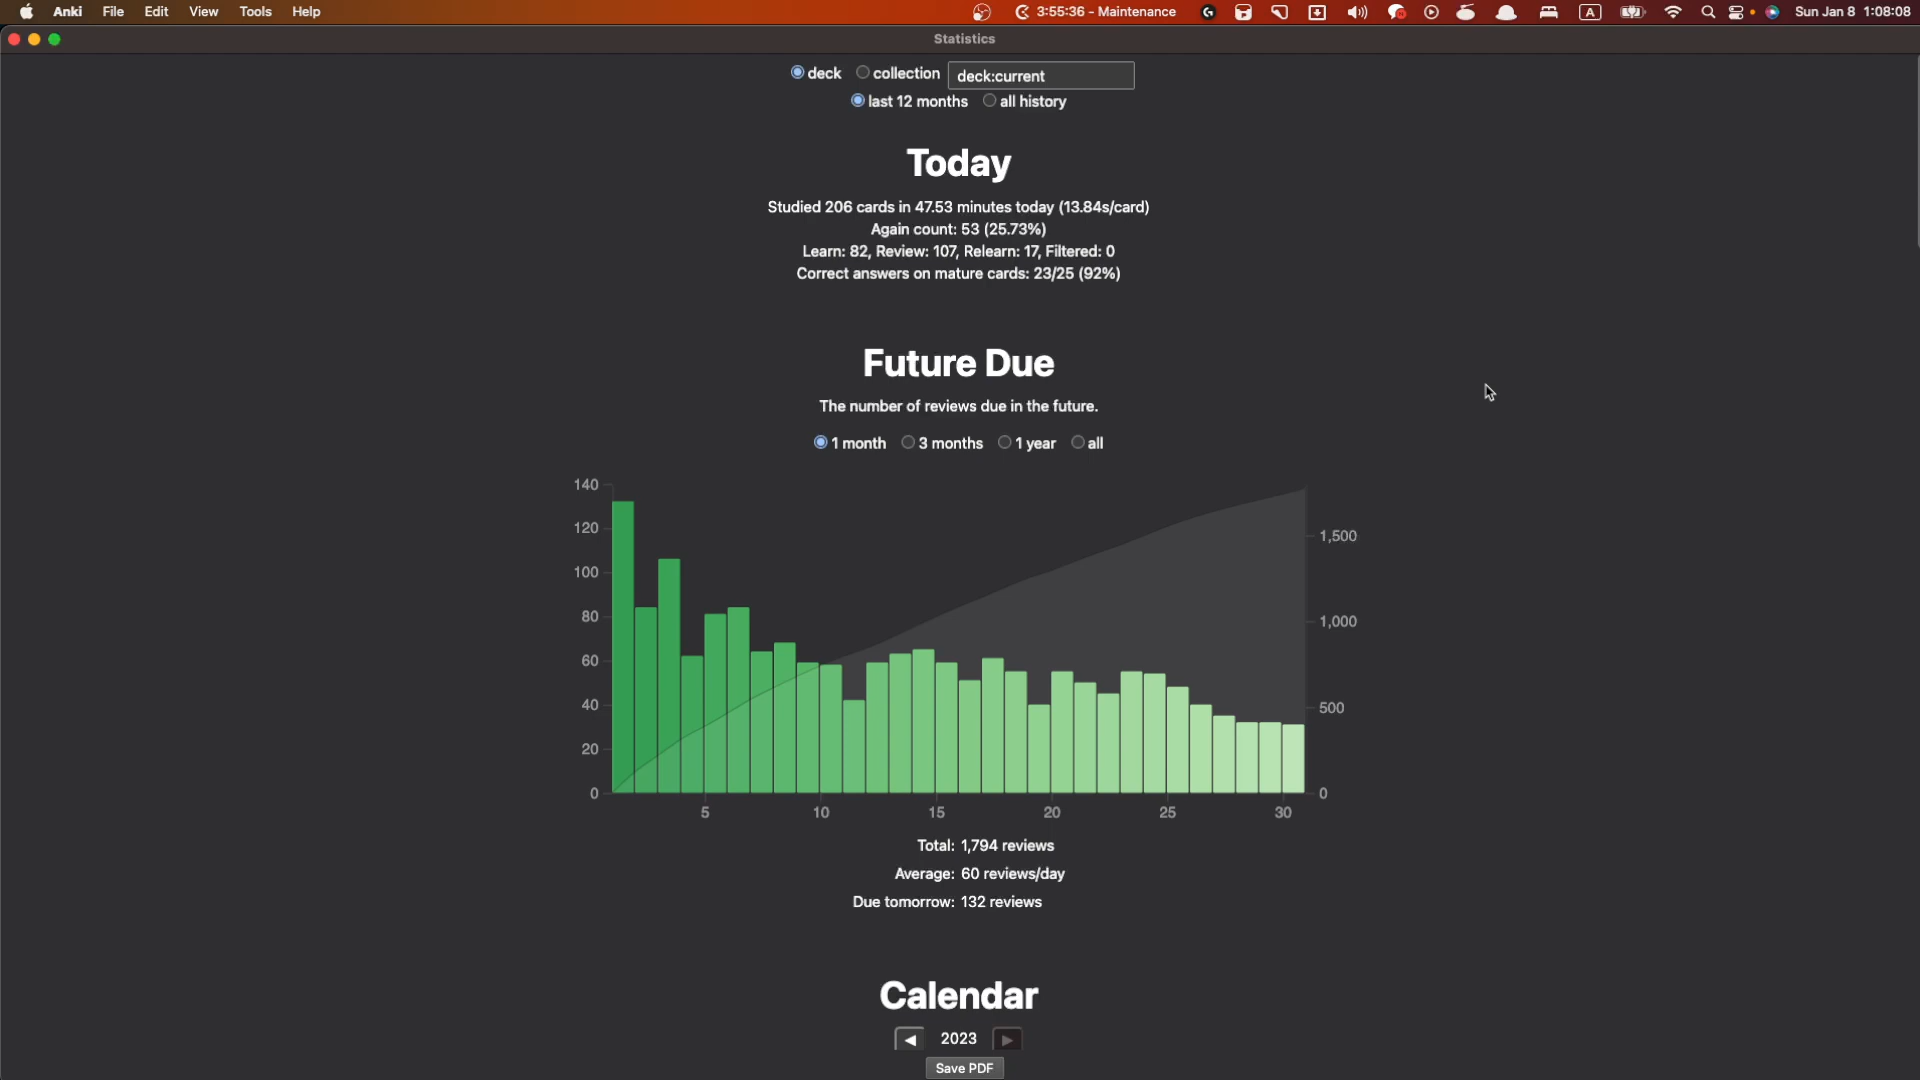 Anki File Edit View Tools Help 3:55:36 - Maintenance A Sun Jan 8 1:08:08
Statistics
deck collection deck:current
last 12 months all history
Today
Studied 206 cards in 47.53 minutes today (13.84s/card)
Again count: 53 (25.73%)
Learn: 82, Review: 107, Relearn: 17, Filtered: 0
Correct answers on mature cards: 23/25 (92%)
Future Due
The number of reviews due in the future.
1 month 3 months 1 year all
140
120
100
80
60
40
20
0
1,500
1,000
500
0
5 10 15 20 25 30
Total: 1,794 reviews
Average: 60 reviews/day
Due tomorrow: 132 reviews
Calendar
◀ 2023 ▶
Save PDF